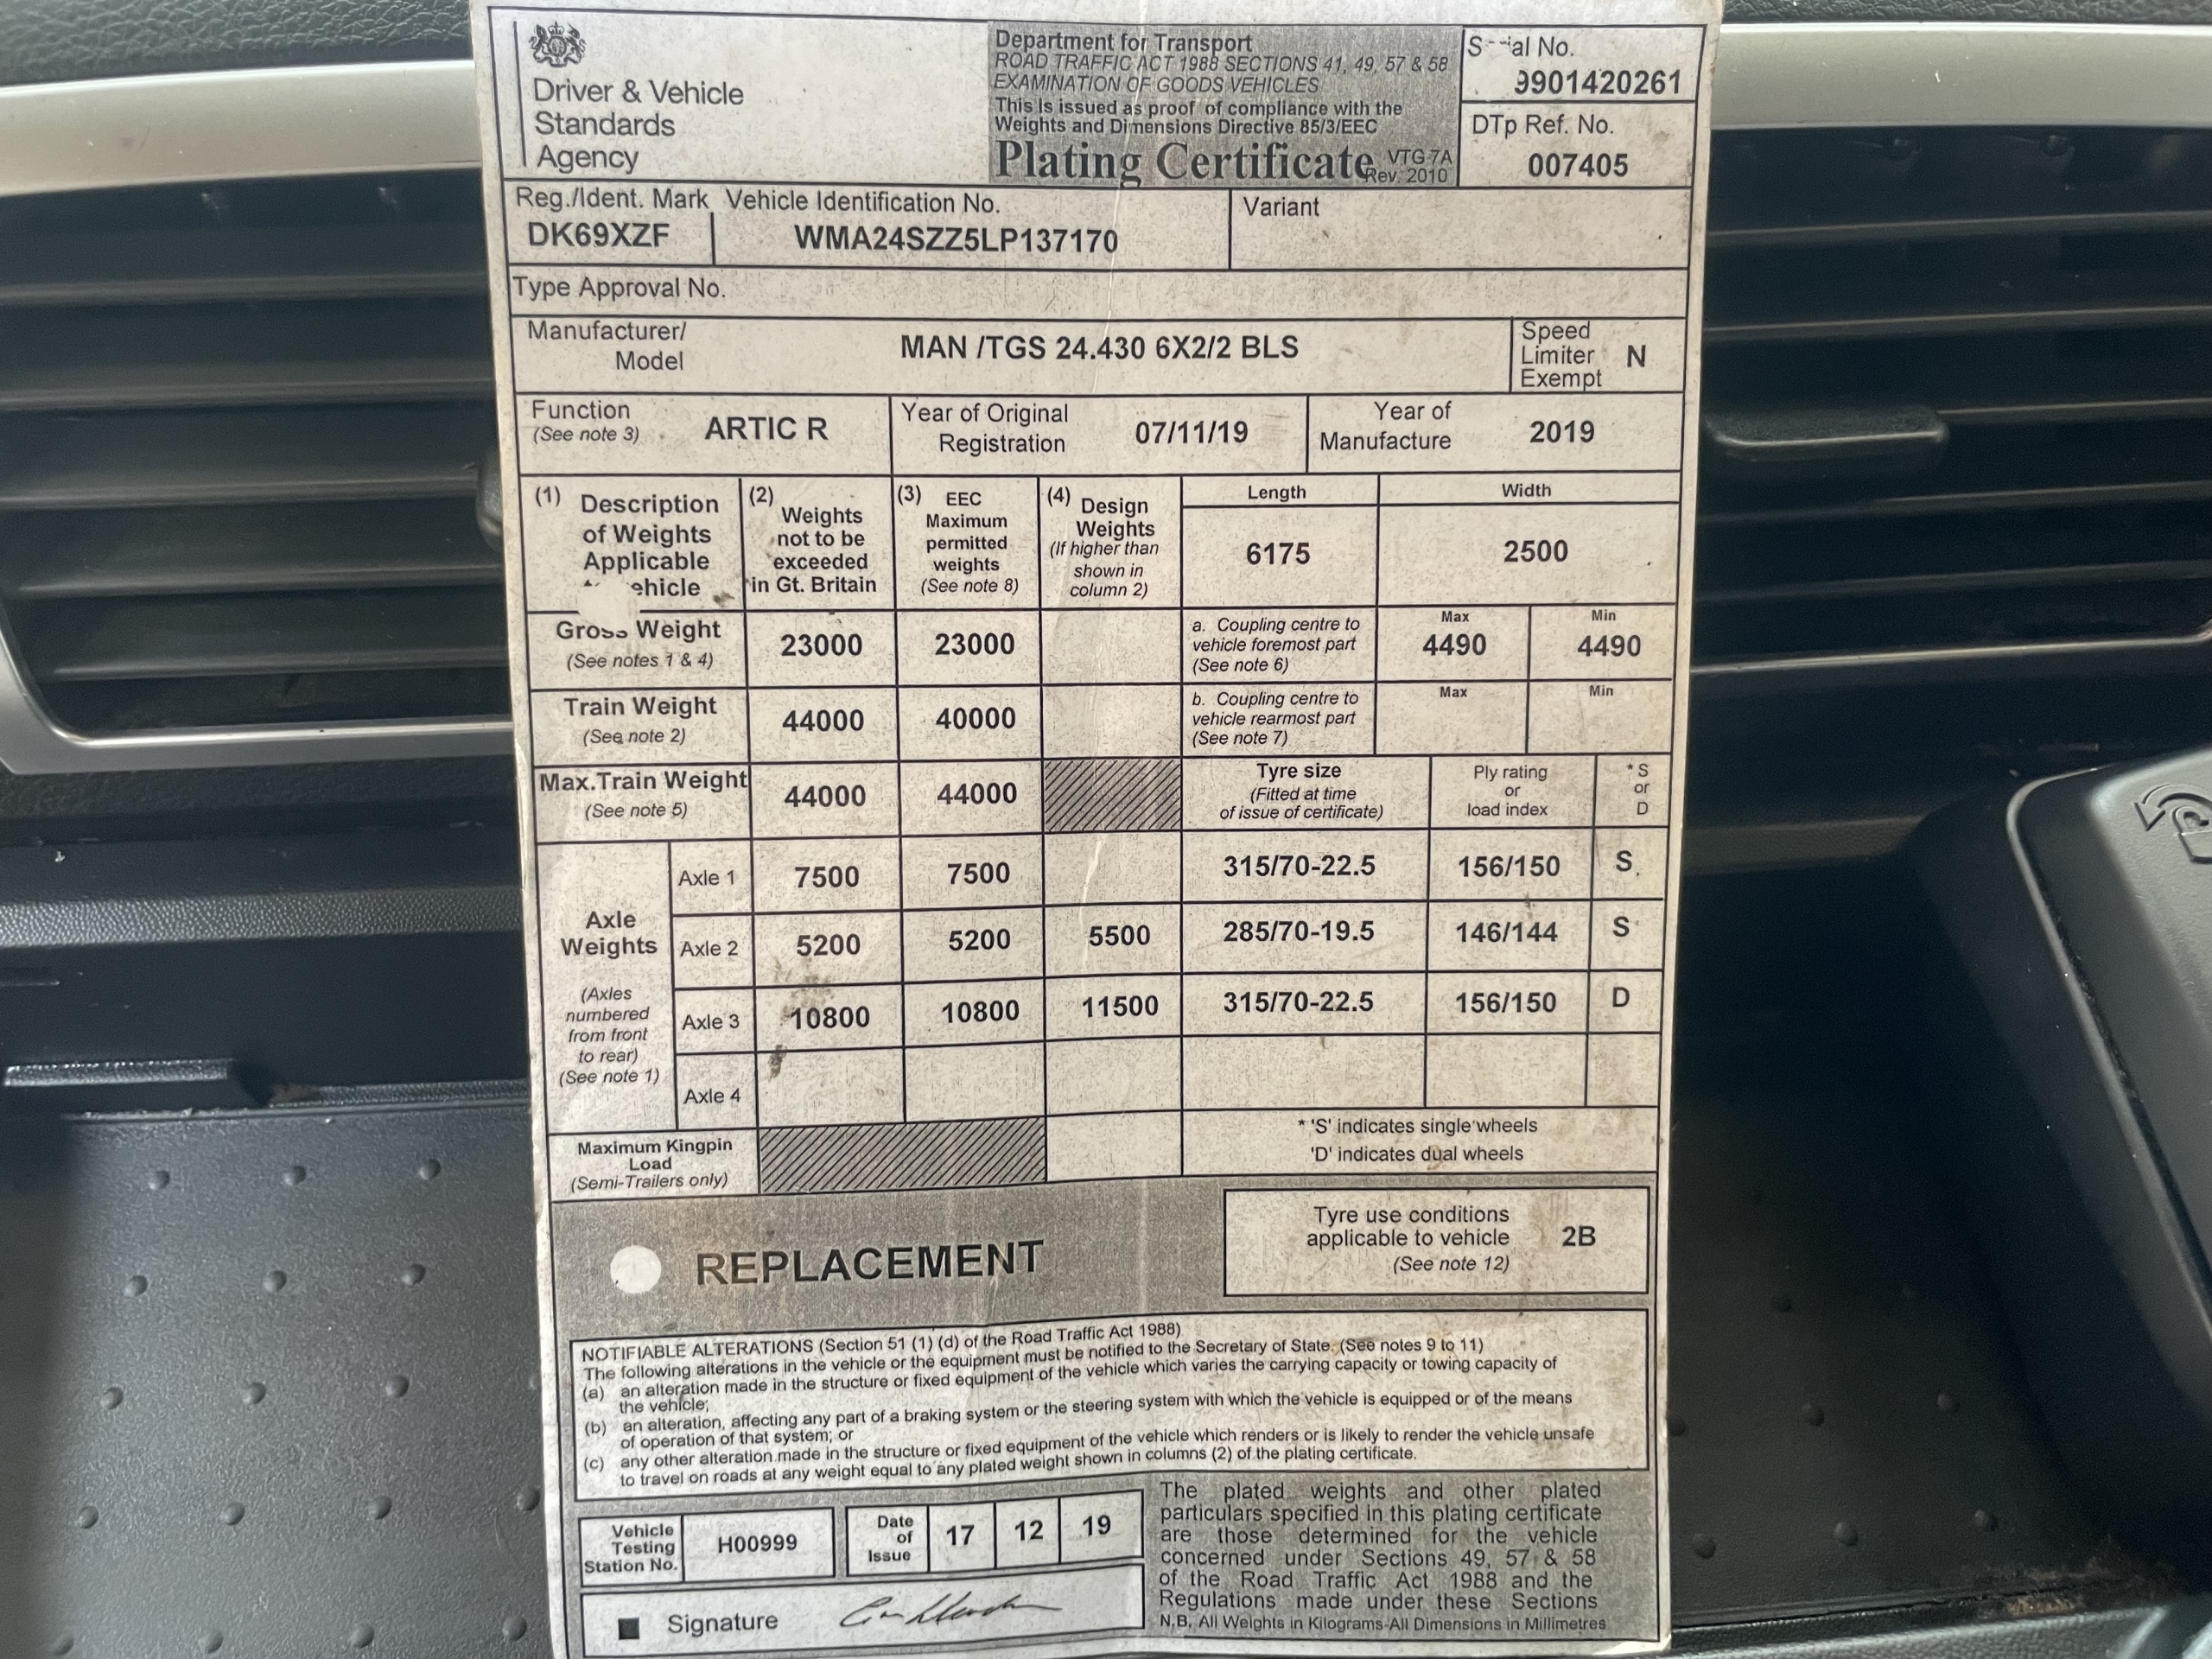 Driver & Vehicle
Standards
Agency
Department for Transport
ROAD TRAFFIC ACT 1988 SECTIONS 41, 49, 57 & 58
EXAMINATION OF GOODS VEHICLES
This is issued as proof of compliance with the
Weights and Dimensions Directive 85/3/EEC
Plating Certificate VTG 7A
Rev. 2010
No.
9901420261
DTp Ref. No.
007405
Reg./Ident. Mark
DK69XZF
Vehicle Identification No.
WMA24SZZ5LP137170
Variant
Type Approval No.
Manufacturer/
Model
MAN /TGS 24.430 6X2/2 BLS
Speed
Limiter
Exempt
N
Function
(See note 3)
ARTIC R
Year of Original
Registration
07/11/19
Year of
Manufacture
2019
(1) Description
of Weights
Applicable
(2) Weights
not to be
exceeded
in Gt. Britain
(3) EEC
Maximum
permitted
weights
(See note 8)
(4) Design
Weights
(If higher than
shown in
column 2)
Length
6175
Width
2500
Gross Weight
(See notes 1 & 4)
23000
23000
a. Coupling centre to
vehicle foremost part
(See note 6)
Max
4490
Min
4490
Train Weight
(See note 2)
44000
40000
b. Coupling centre to
vehicle rearmost part
(See note 7)
Max
Min
Max.Train Weight
(See note 5)
44000
44000
Tyre size
(Fitted at time
of issue of certificate)
Ply rating
or
load index
* S
or
D
Axle
Weights
(Axles
numbered
from front
to rear)
(See note 1)
Axle 1 7500 7500 315/70-22.5 156/150 S
Axle 2 5200 5200 5500 285/70-19.5 146/144 S
Axle 3 10800 10800 11500 315/70-22.5 156/150 D
Axle 4
Maximum Kingpin
Load
(Semi-Trailers only)
* 'S' indicates single wheels
'D' indicates dual wheels
REPLACEMENT
Tyre use conditions
applicable to vehicle
(See note 12)
2B
NOTIFIABLE ALTERATIONS (Section 51 (1) (d) of the Road Traffic Act 1988)
The following alterations in the vehicle or the equipment must be notified to the Secretary of State. (See notes 9 to 11)
(a) an alteration made in the structure or fixed equipment of the vehicle which varies the carrying capacity or towing capacity of
the vehicle;
(b) an alteration, affecting any part of a braking system or the steering system with which the vehicle is equipped or of the means
of operation of that system; or
(c) any other alteration made in the structure or fixed equipment of the vehicle which renders or is likely to render the vehicle unsafe
to travel on roads at any weight equal to any plated weight shown in columns (2) of the plating certificate.
Vehicle
Testing
Station No.
H00999
Date
of
Issue
17 12 19
Signature
The plated weights and other plated
particulars specified in this plating certificate
are those determined for the vehicle
concerned under Sections 49, 57 & 58
of the Road Traffic Act 1988 and the
Regulations made under these Sections
N.B. All Weights in Kilograms-All Dimensions in Millimetres